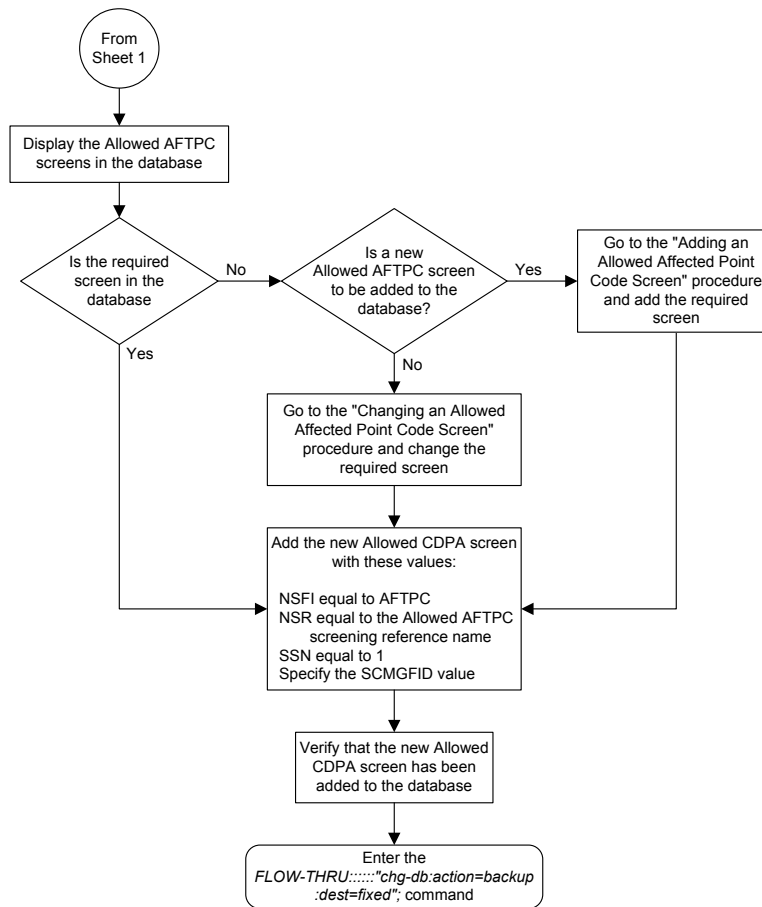 From
Sheet 1
Display the Allowed AFTPC
screens in the database
Is the required
screen in the
database
No
Is a new
Allowed AFTPC screen
to be added to the
database?
Yes
Go to the "Adding an
Allowed Affected Point
Code Screen" procedure
and add the required
screen
Yes
No
Go to the "Changing an Allowed
Affected Point Code Screen"
procedure and change the
required screen
Add the new Allowed CDPA screen
with these values:
NSFI equal to AFTPC
NSR equal to the Allowed AFTPC
screening reference name
SSN equal to 1
Specify the SCMGFID value
Verify that the new Allowed
CDPA screen has been
added to the database
Enter the
FLOW-THRU::::::"chg-db:action=backup
:dest=fixed"; command